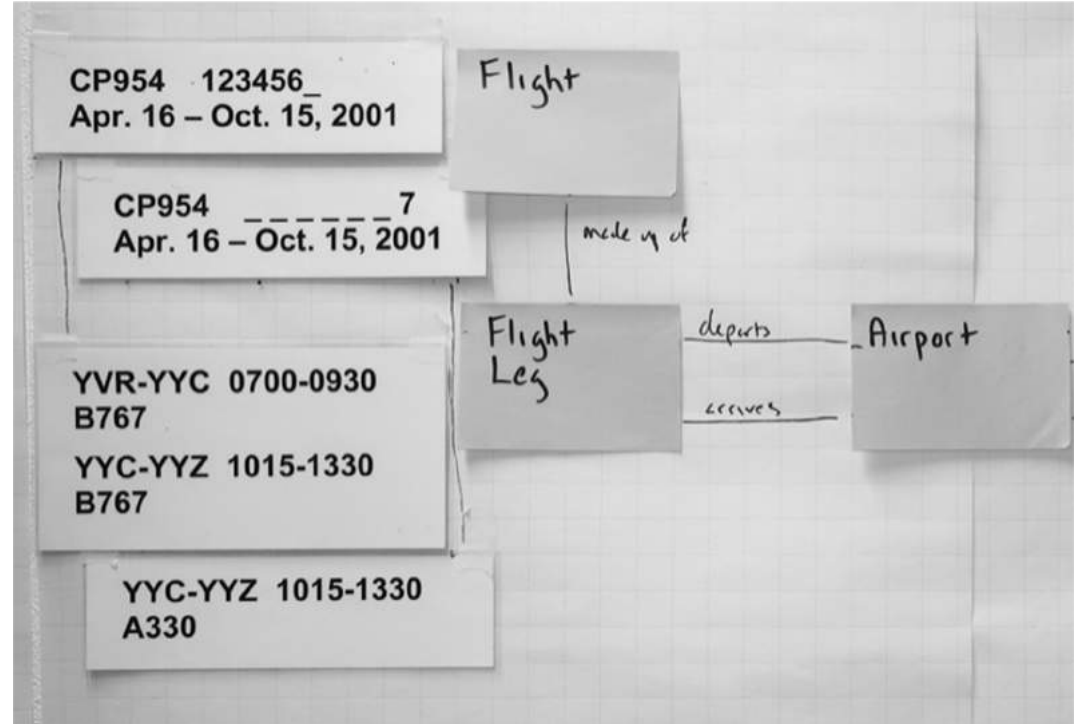 CP954 123456_
Apr. 16 – Oct. 15, 2001
Flight
CP954 _ _ _ _ _ _ 7
Apr. 16 – Oct. 15, 2001
made up of
Flight
Leg
departs
Airport
arrives
YVR-YYC 0700-0930
B767
YYC-YYZ 1015-1330
B767
YYC-YYZ 1015-1330
A330